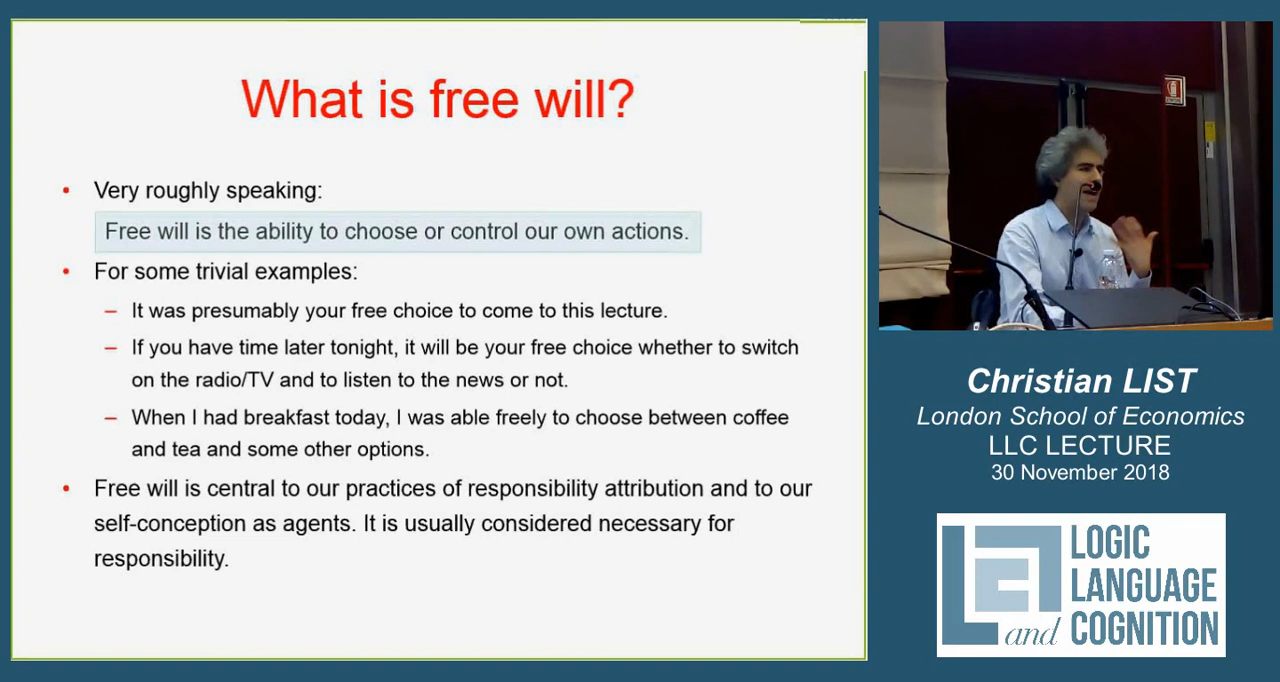 What is free will?
• Very roughly speaking:
Free will is the ability to choose or control our own actions.
• For some trivial examples:
– It was presumably your free choice to come to this lecture.
– If you have time later tonight, it will be your free choice whether to switch
on the radio/TV and to listen to the news or not.
– When I had breakfast today, I was able freely to choose between coffee
and tea and some other options.
• Free will is central to our practices of responsibility attribution and to our
self-conception as agents. It is usually considered necessary for
responsibility.
Christian LIST
London School of Economics
LLC LECTURE
30 November 2018
LOGIC
LANGUAGE
and COGNITION